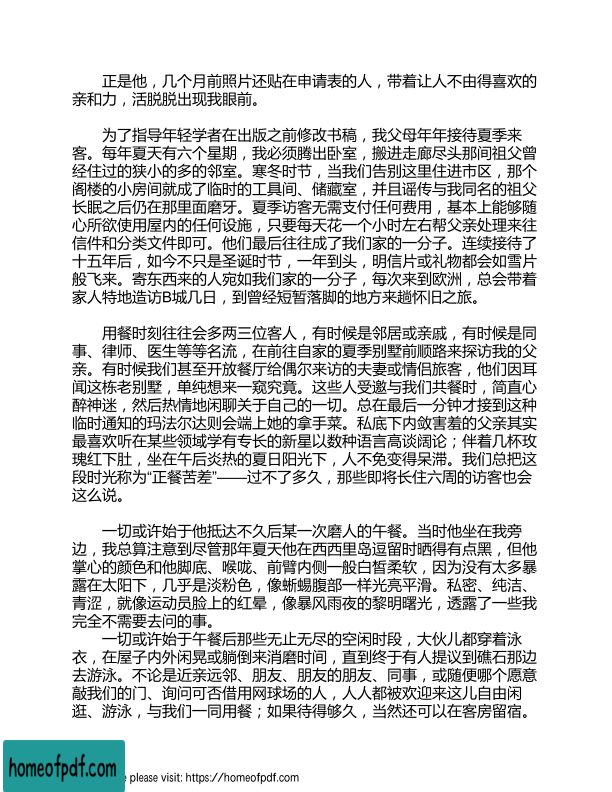 正是他，几个月前照片还贴在申请表的人，带着让人不由得喜欢的
亲和力，活脱脱出现我眼前。
为了指导年轻学者在出版之前修改书稿，我父母年年接待夏季来
客。每年夏天有六个星期，我必须腾出卧室，搬进走廊尽头那间祖父曾
经住过的狭小的多的邻室。寒冬时节，当我们告别这里住进市区，那个
阁楼的小房间就成了临时的工具间、储藏室，并且谣传与我同名的祖父
长眠之后仍在那里面磨牙。夏季访客无需支付任何费用，基本上能够随
心所欲使用屋内的任何设施，只要每天花一个小时左右帮父亲处理来往
信件和分类文件即可。他们最后往往成了我们家的一分子。连续接待了
十五年后，如今不只是圣诞时节，一年到头，明信片或礼物都会如雪片
般飞来。寄东西来的人宛如我们家的一分子，每次来到欧洲，总会带着
家人特地造访B城几日，到曾经短暂落脚的地方来趟怀旧之旅。
用餐时刻往往会多两三位客人，有时候是邻居或亲戚，有时候是同
事、律师、医生等等名流，在前往自家的夏季别墅前顺路来探访我的父
亲。有时候我们甚至开放餐厅给偶尔来访的夫妻或情侣旅客，他们因耳
闻这栋老别墅，单纯想来一窥究竟。这些人受邀与我们共餐时，简直心
醉神迷，然后热情地闲聊关于自己的一切。总在最后一分钟才接到这种
临时通知的玛法尔达则会端上她的拿手菜。私底下内敛害羞的父亲其实
最喜欢听在某些领域学有专长的新星以数种语言高谈阔论；伴着几杯玫
瑰红下肚，坐在午后炎热的夏日阳光下，人不免变得呆滞。我们总把这
段时光称为“正餐苦差”——过不了多久，那些即将长住六周的访客也会
这么说。
一切或许始于他抵达不久后某一次磨人的午餐。当时他坐在我旁
边，我总算注意到尽管那年夏天他在西西里岛逗留时晒得有点黑，但他
掌心的颜色和他脚底、喉咙、前臂内侧一般白皙柔软，因为没有太多暴
露在太阳下，几乎是淡粉色，像蜥蜴腹部一样光亮平滑。私密、纯洁、
青涩，就像运动员脸上的红晕，像暴风雨夜的黎明曙光，透露了一些我
完全不需要去问的事。
一切或许始于午餐后那些无止无尽的空闲时段，大伙儿都穿着泳
衣，在屋子内外闲晃或躺倒来消磨时间，直到终于有人提议到礁石那边
去游泳。不论是近亲远邻、朋友、朋友的朋友、同事，或随便哪个愿意
敲我们的门、询问可否借用网球场的人，人人都被欢迎来这儿自由闲
逛、游泳，与我们一同用餐；如果待得够久，当然还可以在客房留宿。
homeofpdf.com
please visit: https://homeofpdf.com